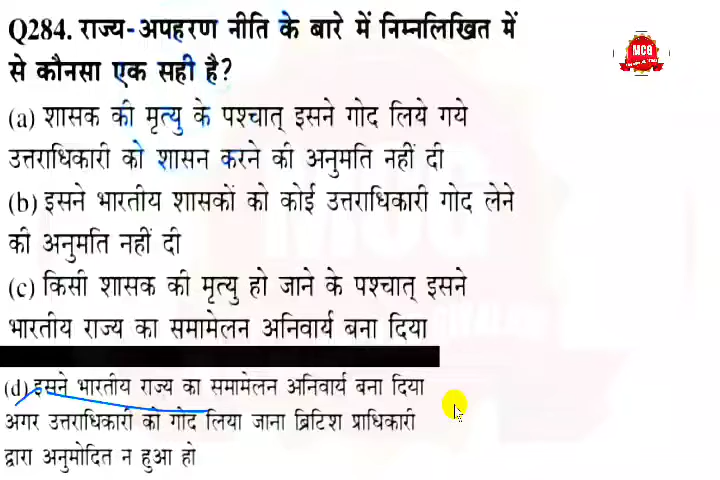 Q284. राज्य-अपहरण नीति के बारे में निम्नलिखित में
से कौनसा एक सही है?
(a) शासक की मृत्यु के पश्चात् इसने गोद लिये गये
उत्तराधिकारी को शासन करने की अनुमति नहीं दी
(b) इसने भारतीय शासकों को कोई उत्तराधिकारी गोद लेने
की अनुमति नहीं दी
(c) किसी शासक की मृत्यु हो जाने के पश्चात् इसने
भारतीय राज्य का समामेलन अनिवार्य बना दिया
(d) इसने भारतीय राज्य का समामेलन अनिवार्य बना दिया
अगर उत्तराधिकारी को गोद लिया जाना ब्रिटिश प्राधिकारी
द्वारा अनुमोदित न हुआ हो
MCQ